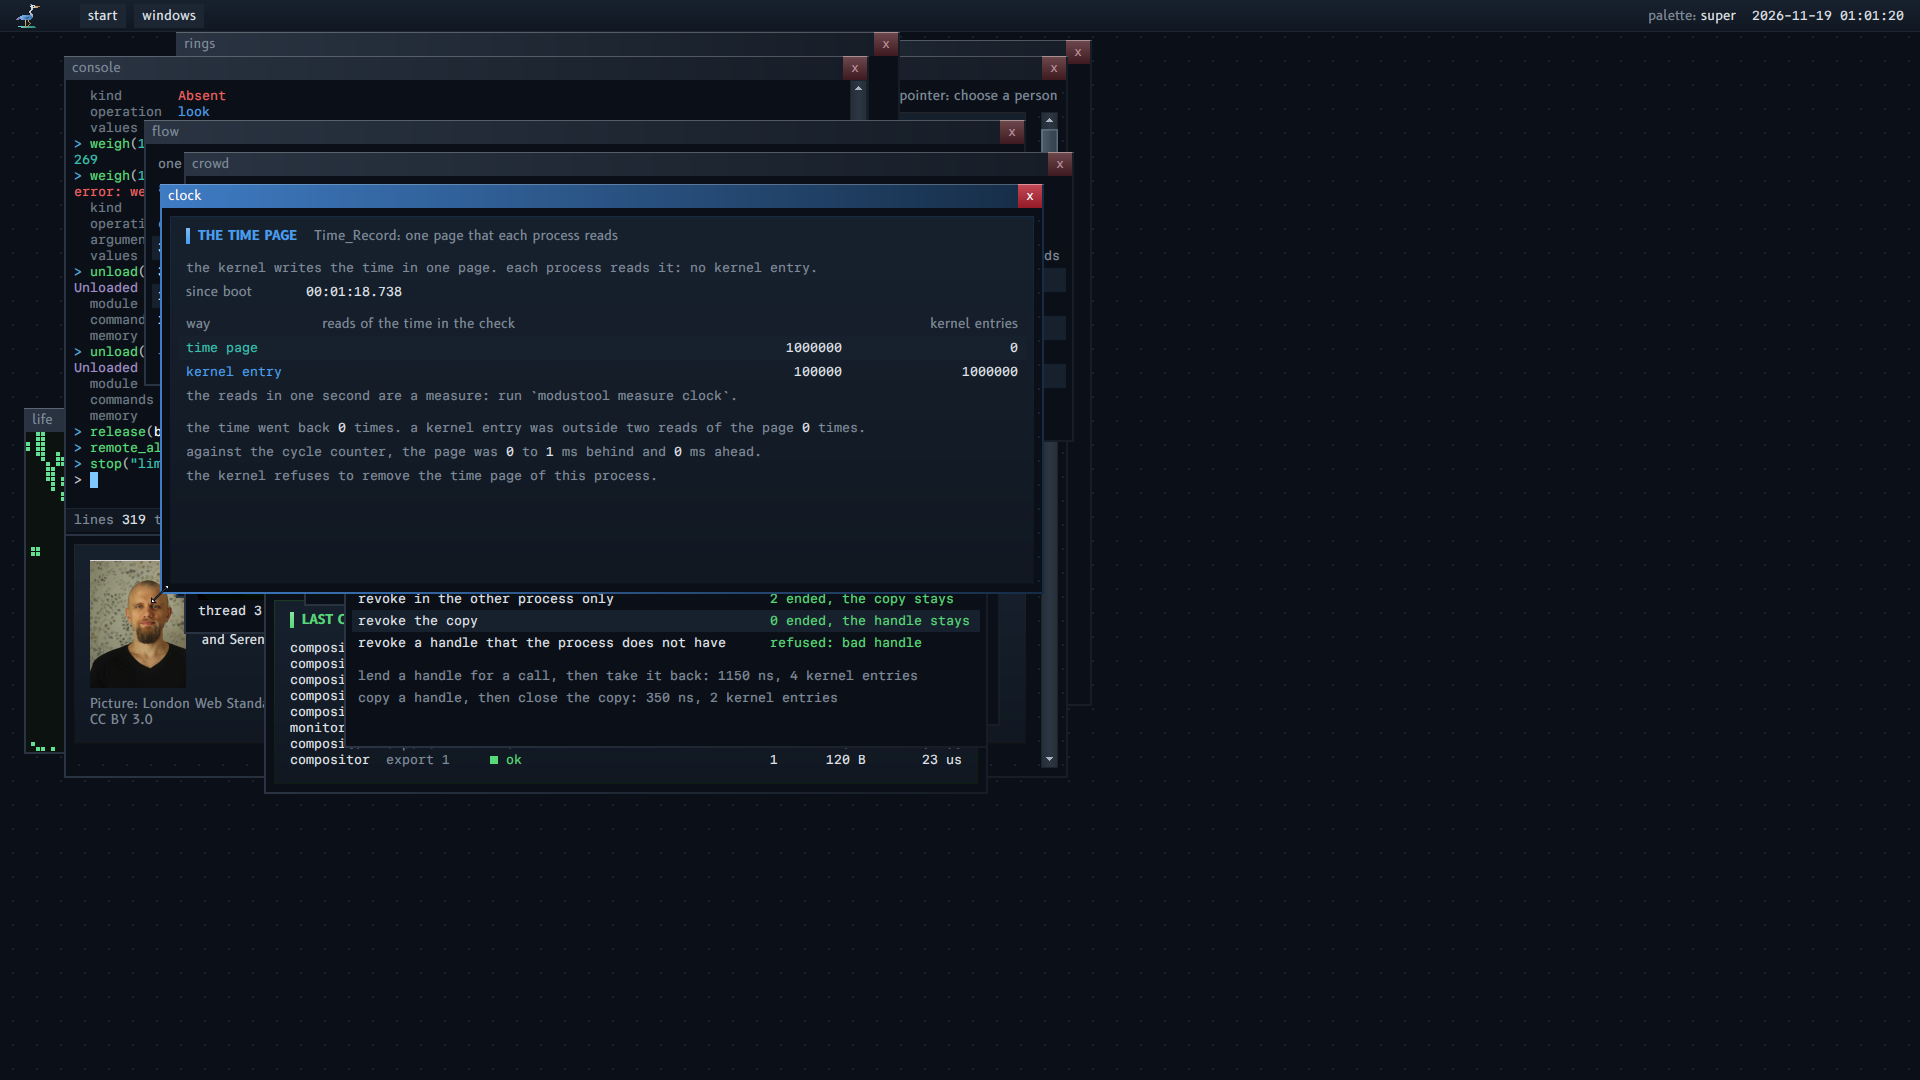 start windows palette: super 2026-11-19 01:01:20
rings x
x
console x
x
kind Absent
pointer: choose a person
operation look
values
flow x
> weigh(1
269
one
crowd x
> weigh(1
error: we
clock x
kind
operati
argumen
values
ds
> unload(
Unloaded
module
command
memory
> unload(
Unloaded
module
commands
memory
> release(b
> remote_al
> stop("lim
>
lines 319 t
life
THE TIME PAGE Time_Record: one page that each process reads
the kernel writes the time in one page. each process reads it: no kernel entry.
since boot 00:01:18.738
way reads of the time in the check kernel entries
time page 1000000 0
kernel entry 100000 1000000
the reads in one second are a measure: run `modustool measure clock`.
the time went back 0 times. a kernel entry was outside two reads of the page 0 times.
against the cycle counter, the page was 0 to 1 ms behind and 0 ms ahead.
the kernel refuses to remove the time page of this process.
thread 3
and Seren
Picture: London Web Standa
CC BY 3.0
LAST C
revoke in the other process only 2 ended, the copy stays
revoke the copy 0 ended, the handle stays
revoke a handle that the process does not have refused: bad handle
lend a handle for a call, then take it back: 1150 ns, 4 kernel entries
copy a handle, then close the copy: 350 ns, 2 kernel entries
composi
composi
composi
composi
composi
monitor
composi
compositor export 1 ok 1 120 B 23 us